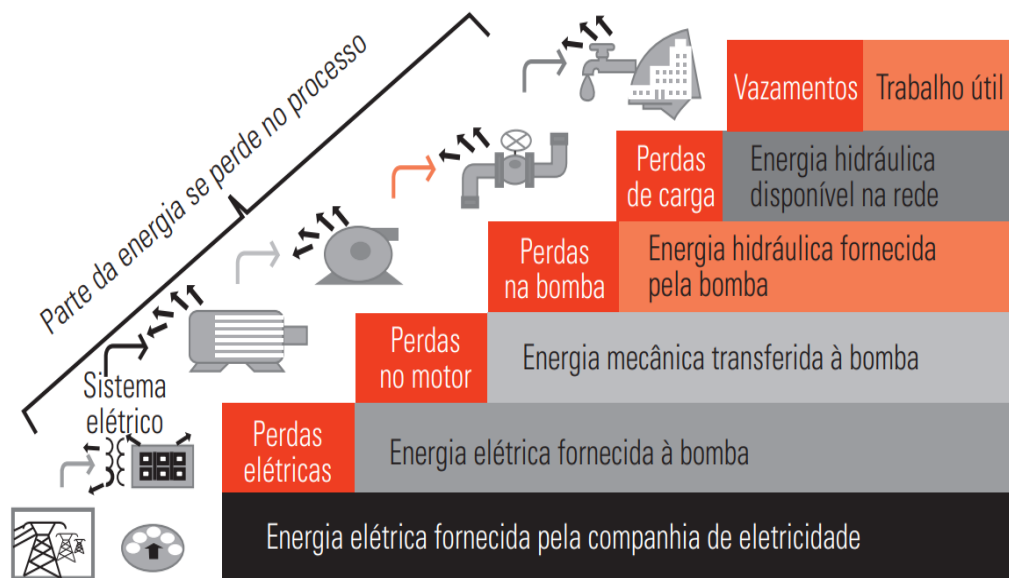 Parte da energia se perde no processo
Vazamentos
Trabalho útil
Perdas
de carga
Energia hidráulica
disponível na rede
Perdas
na bomba
Energia hidráulica fornecida
pela bomba
Perdas
no motor
Energia mecânica transferida à bomba
Sistema
elétrico
Perdas
elétricas
Energia elétrica fornecida à bomba
Energia elétrica fornecida pela companhia de eletricidade